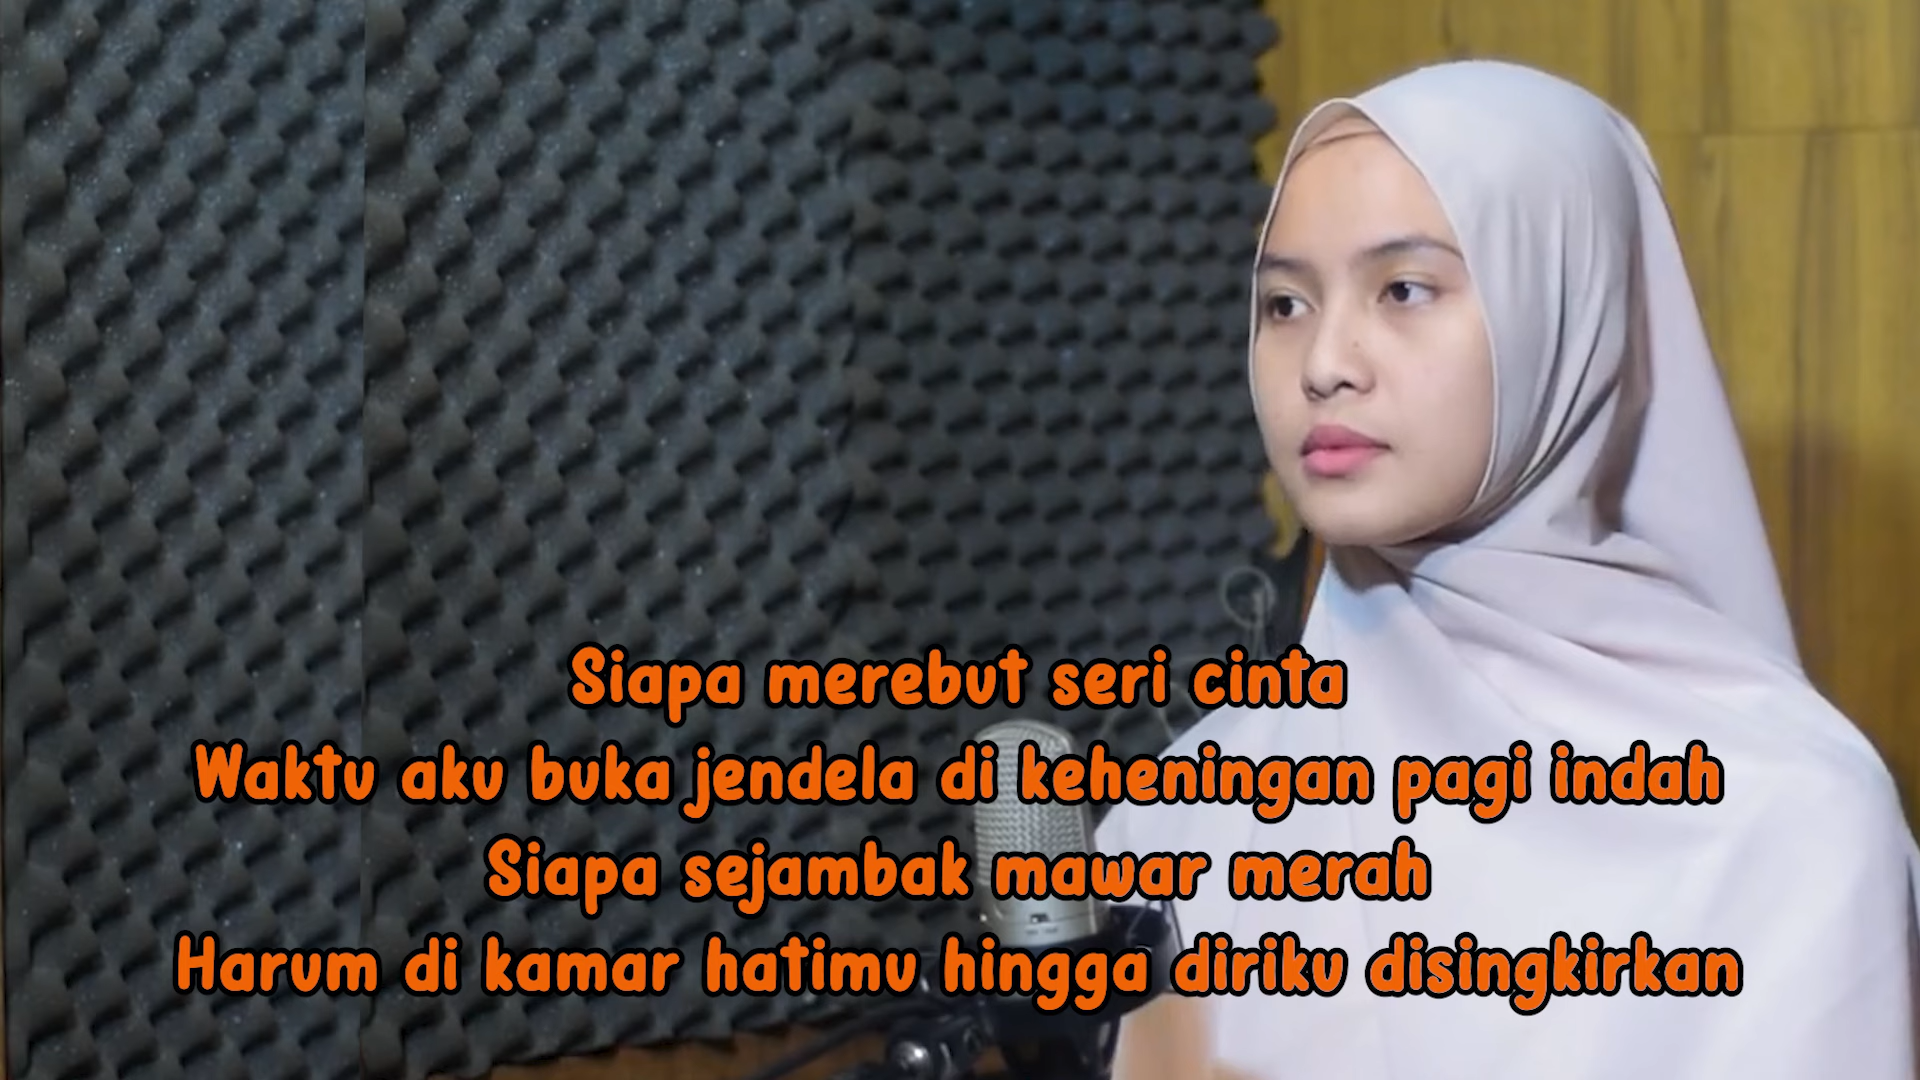 Siapa merebut seri cinta
Waktu aku buka jendela di keheningan pagi indah
Siapa sejambak mawar merah
Harum di kamar hatimu hingga diriku disingkirkan